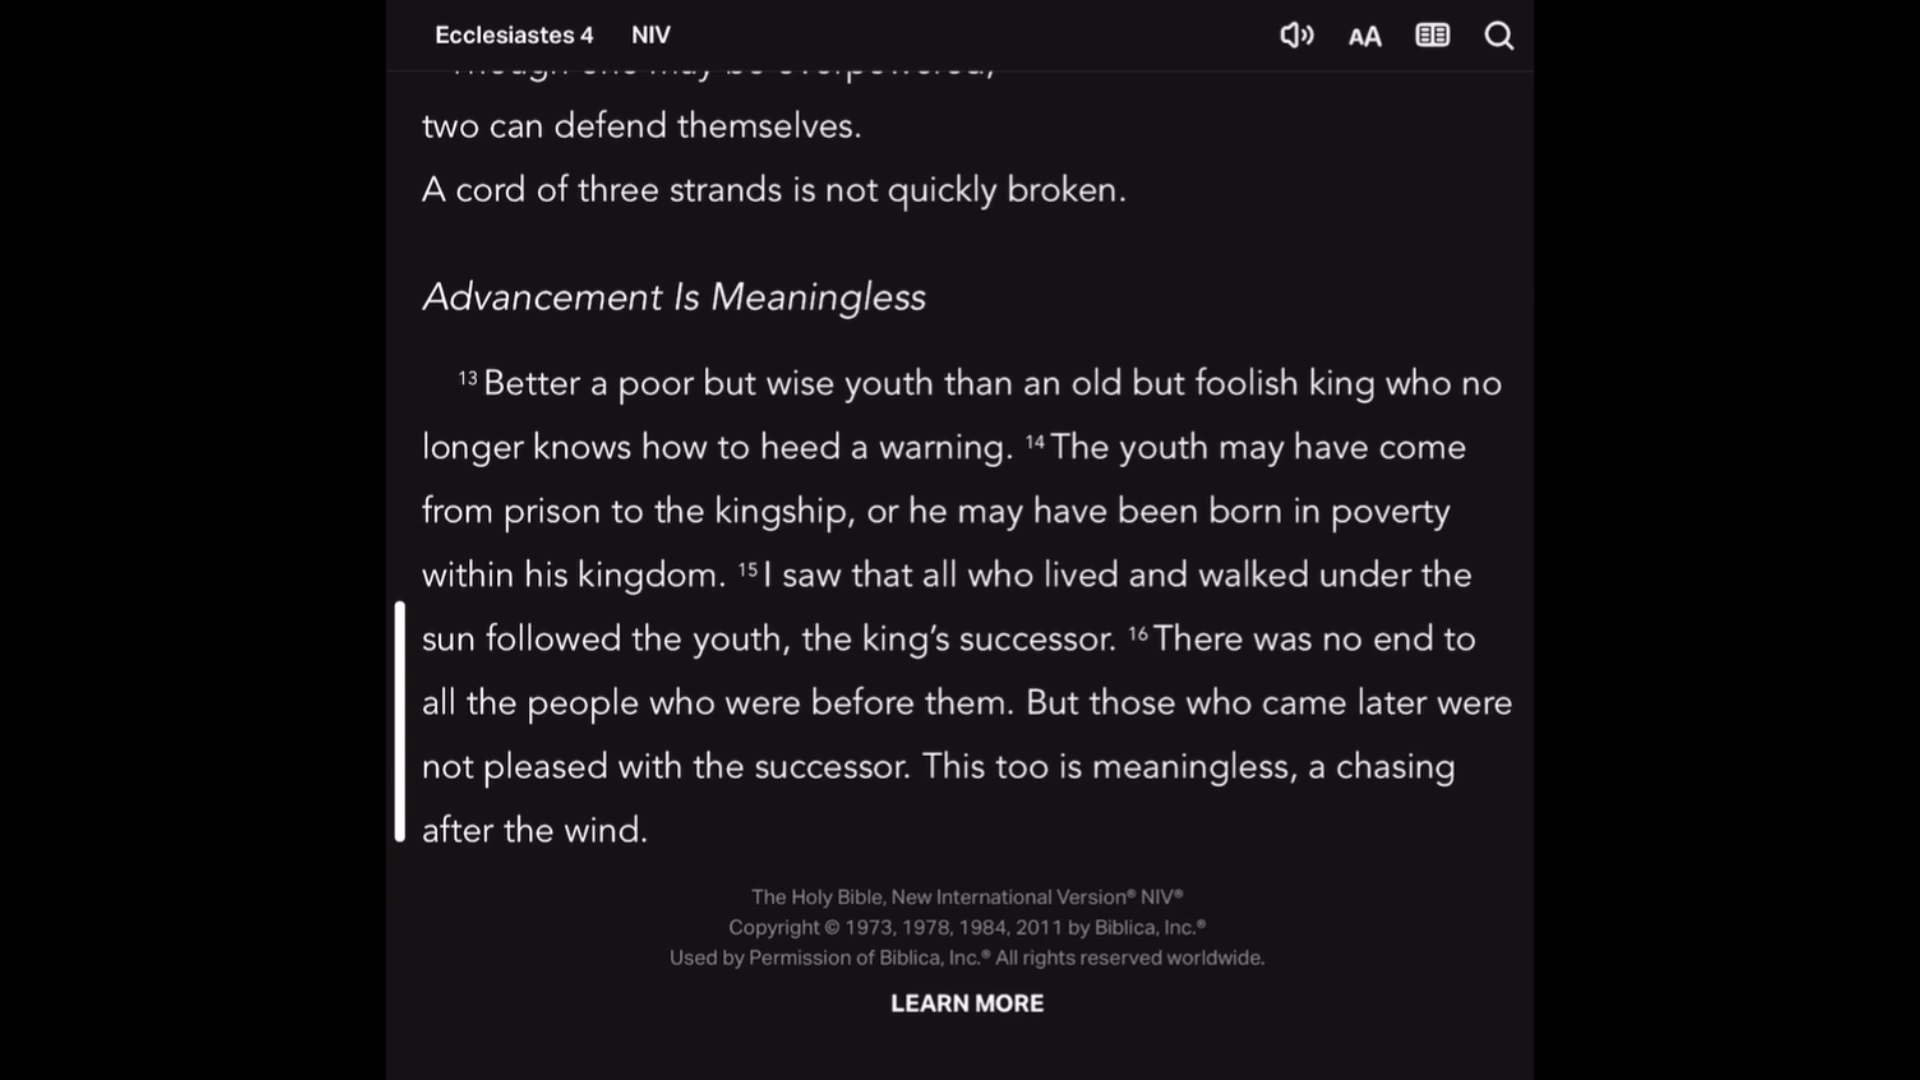 Ecclesiastes 4 NIV
AA
Though one may be overpowered,
two can defend themselves.
A cord of three strands is not quickly broken.
Advancement Is Meaningless
13 Better a poor but wise youth than an old but foolish king who no
longer knows how to heed a warning. 14 The youth may have come
from prison to the kingship, or he may have been born in poverty
within his kingdom. 15 I saw that all who lived and walked under the
sun followed the youth, the king’s successor. 16 There was no end to
all the people who were before them. But those who came later were
not pleased with the successor. This too is meaningless, a chasing
after the wind.
The Holy Bible, New International Version® NIV®
Copyright © 1973, 1978, 1984, 2011 by Biblica, Inc.®
Used by Permission of Biblica, Inc.® All rights reserved worldwide.
LEARN MORE